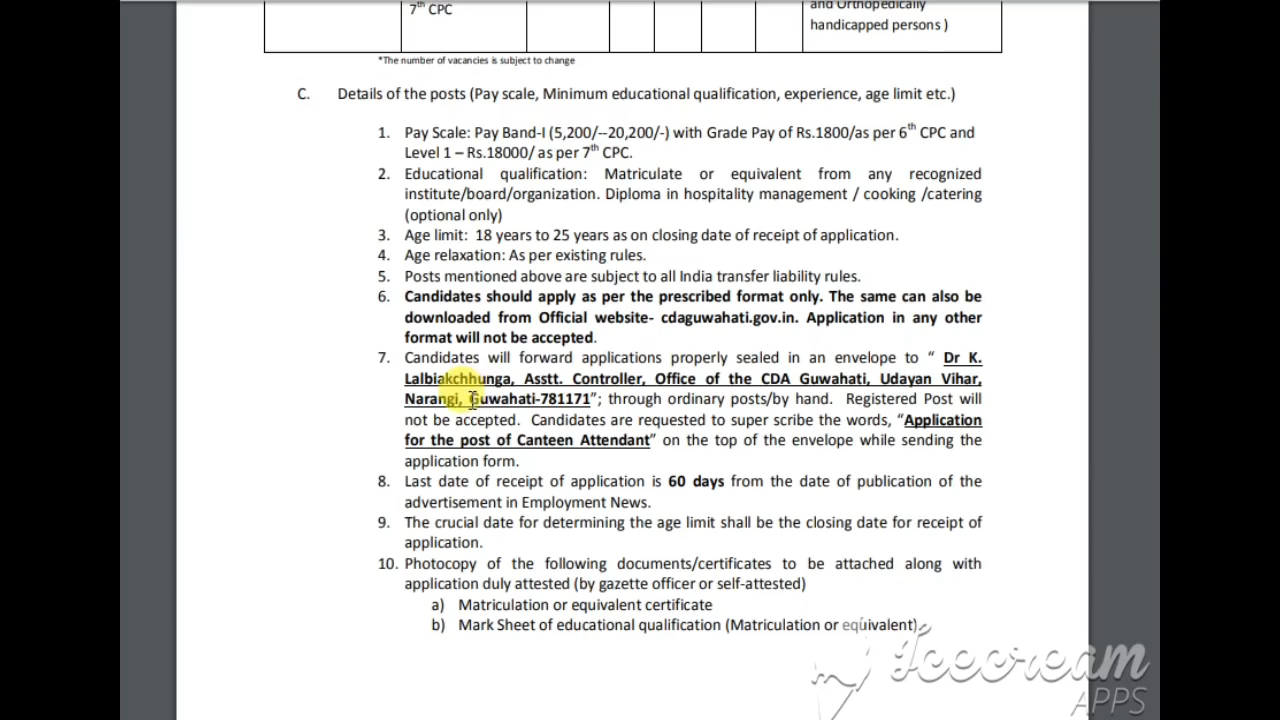 7th CPC
and Orthopedically
handicapped persons )
*The number of vacancies is subject to change
C. Details of the posts (Pay scale, Minimum educational qualification, experience, age limit etc.)
1. Pay Scale: Pay Band-I (5,200/--20,200/-) with Grade Pay of Rs.1800/as per 6th CPC and
Level 1 – Rs.18000/ as per 7th CPC.
2. Educational qualification: Matriculate or equivalent from any recognized
institute/board/organization. Diploma in hospitality management / cooking /catering
(optional only)
3. Age limit: 18 years to 25 years as on closing date of receipt of application.
4. Age relaxation: As per existing rules.
5. Posts mentioned above are subject to all India transfer liability rules.
6. Candidates should apply as per the prescribed format only. The same can also be
downloaded from Official website- cdaguwahati.gov.in. Application in any other
format will not be accepted.
7. Candidates will forward applications properly sealed in an envelope to “ Dr K.
Lalbiakchhunga, Asstt. Controller, Office of the CDA Guwahati, Udayan Vihar,
Narangi, Guwahati-781171”; through ordinary posts/by hand. Registered Post will
not be accepted. Candidates are requested to super scribe the words, “Application
for the post of Canteen Attendant” on the top of the envelope while sending the
application form.
8. Last date of receipt of application is 60 days from the date of publication of the
advertisement in Employment News.
9. The crucial date for determining the age limit shall be the closing date for receipt of
application.
10. Photocopy of the following documents/certificates to be attached along with
application duly attested (by gazette officer or self-attested)
a) Matriculation or equivalent certificate
b) Mark Sheet of educational qualification (Matriculation or equivalent).
Icecream
APPS